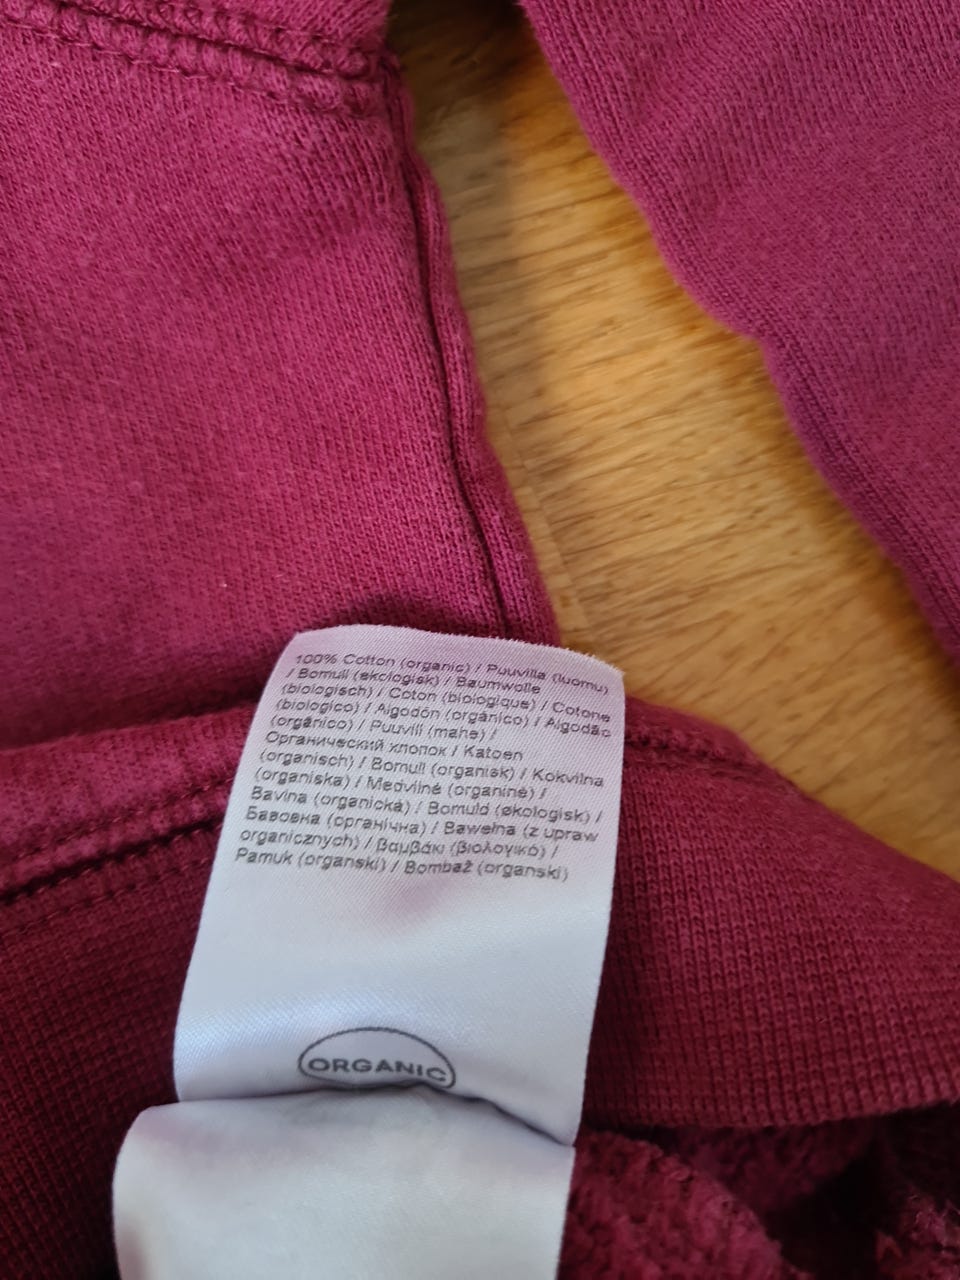 100% Cotton (organic) / Puuvilla (luomu)
/ Bomull (økologisk) / Baumwolle
(biologisch) / Coton (biologique) / Cotone
(biologico) / Algodón (orgánico) / Algodão
(orgânico) / Puuvill (mahe) /
Органический хлопок / Katoen
(organisch) / Bomull (organisk) / Kokvilna
(organiska) / Medvilnė (organinė) /
Bavlna (organická) / Bomuld (økologisk) /
Бавовна (органічна) / Bawełna (z upraw
organicznych) / βαμβάκι (βιολογικό) /
Pamuk (organski) / Bombaž (organski)
ORGANIC